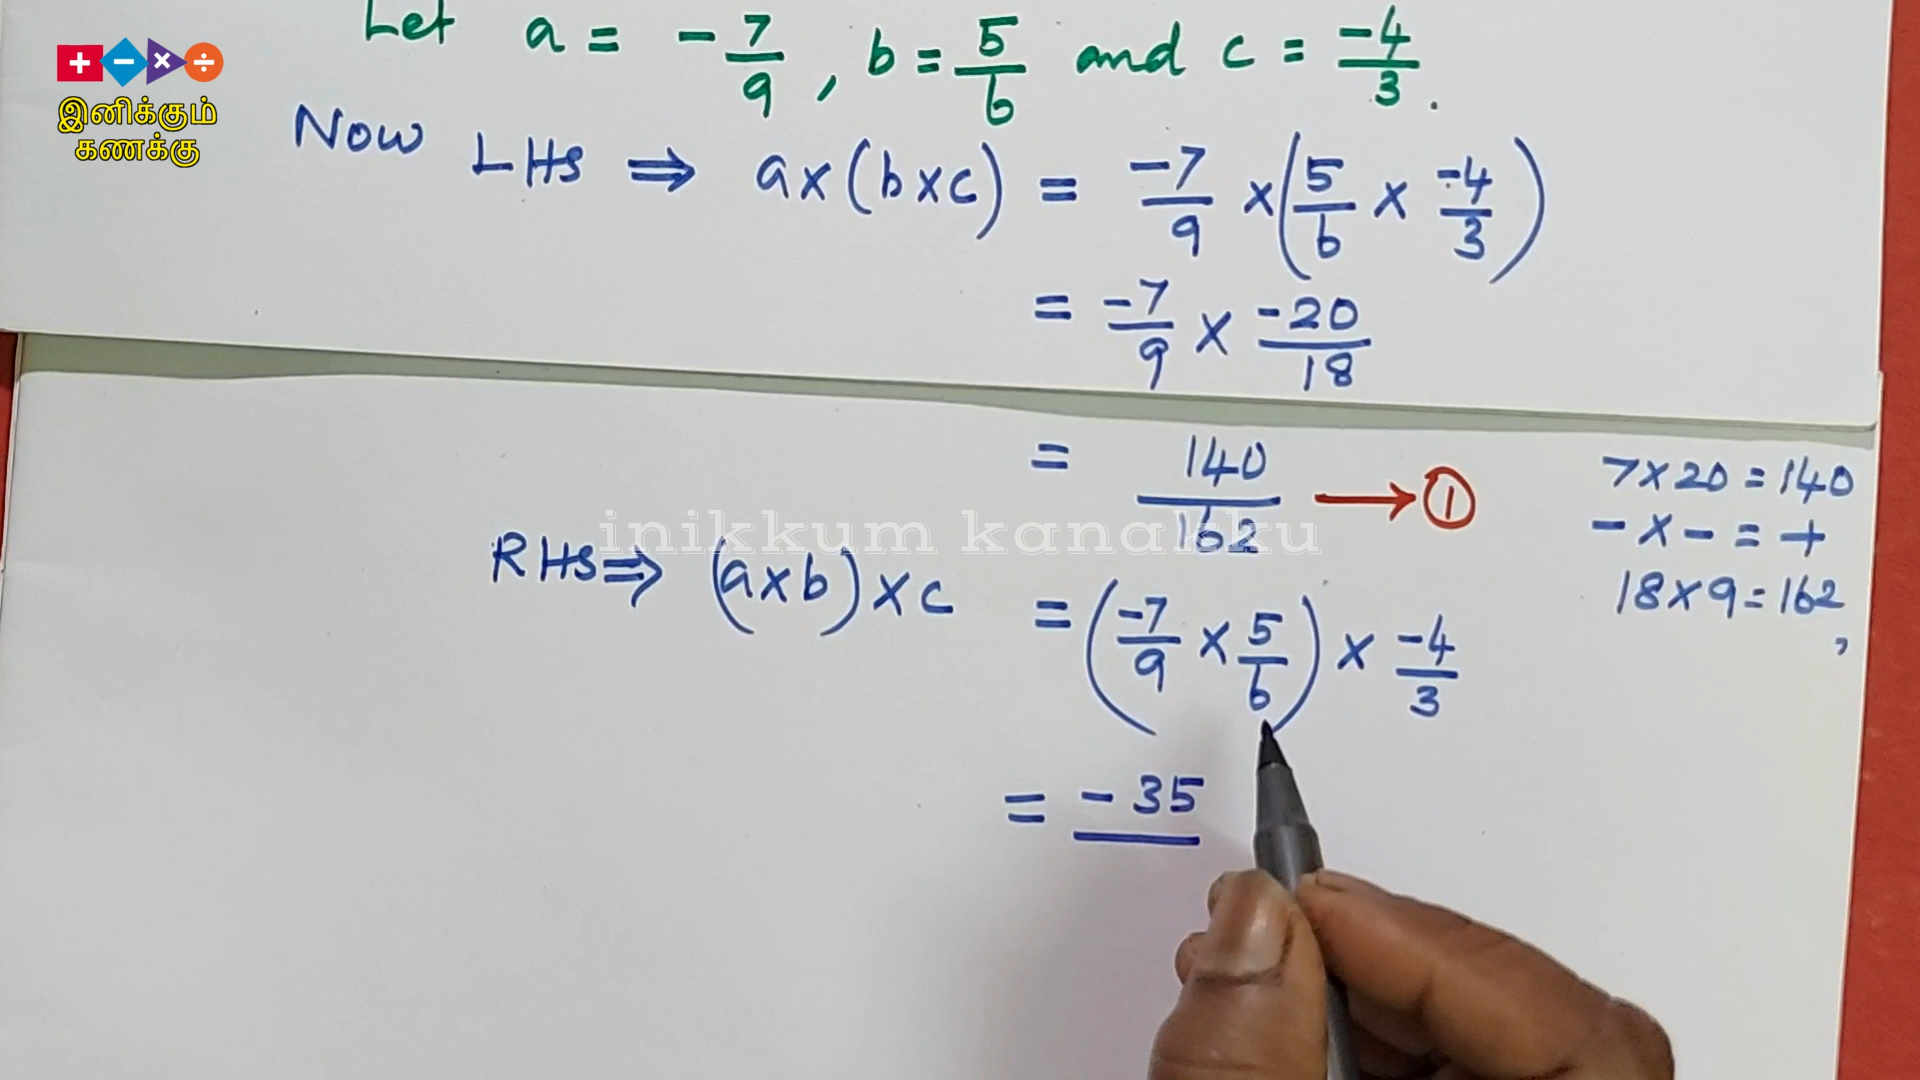 Let a = -7/9, b = 5/6 and c = -4/3.
+ − × ÷
இனிக்கும்
கணக்கு
Now LHS ⇒ a×(b×c) = -7/9 × (5/6 × -4/3)
= -7/9 × -20/18
= 140/162 → ①
7×20 = 140
- × - = +
18×9 = 162,
inikkum kanakku
RHS ⇒ (a×b)×c = (-7/9 × 5/6) × -4/3
= -35